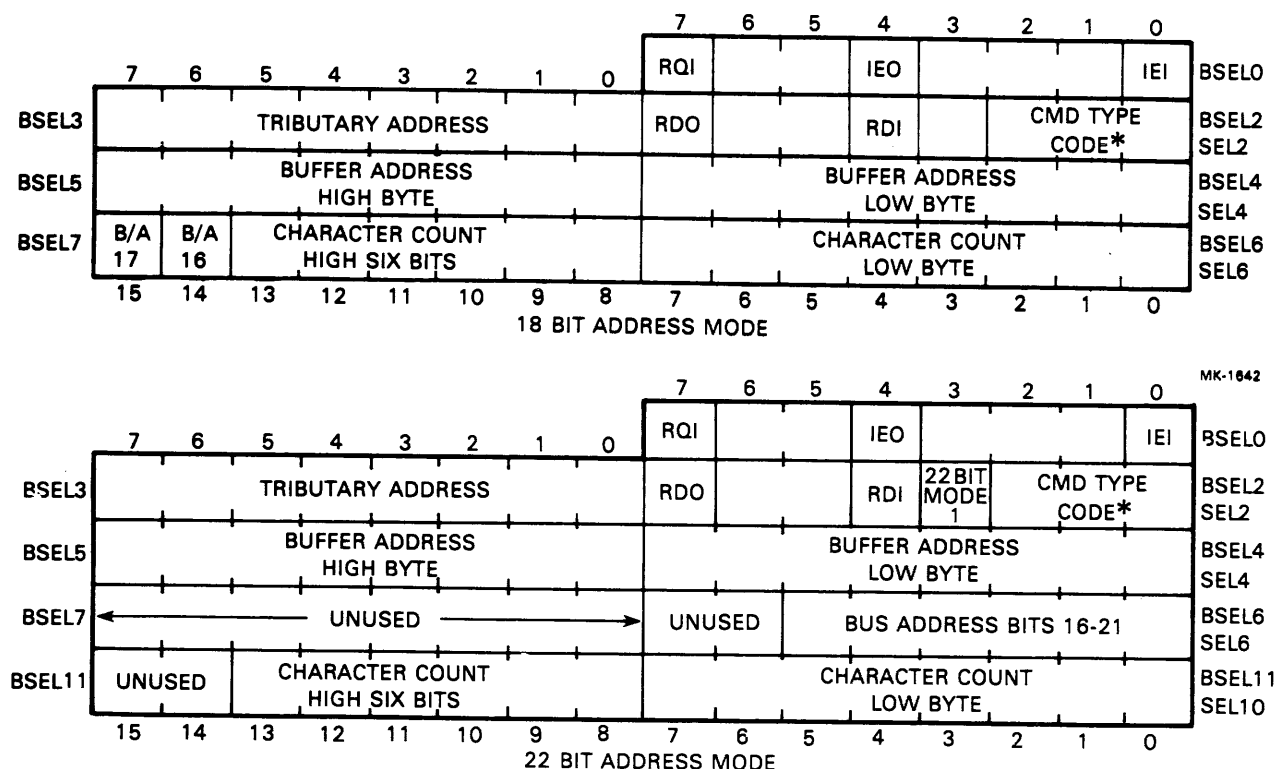 7 6 5 4 3 2 1 0
RQI IEO IEI BSEL0
7 6 5 4 3 2 1 0
BSEL3 TRIBUTARY ADDRESS RDO RDI CMD TYPE CODE* BSEL2 SEL2
BSEL5 BUFFER ADDRESS HIGH BYTE BUFFER ADDRESS LOW BYTE BSEL4 SEL4
BSEL7 B/A 17 B/A 16 CHARACTER COUNT HIGH SIX BITS CHARACTER COUNT LOW BYTE BSEL6 SEL6
15 14 13 12 11 10 9 8 7 6 5 4 3 2 1 0
18 BIT ADDRESS MODE
MK-1642
7 6 5 4 3 2 1 0
RQI IEO IEI BSEL0
7 6 5 4 3 2 1 0
BSEL3 TRIBUTARY ADDRESS RDO RDI 22 BIT MODE 1 CMD TYPE CODE* BSEL2 SEL2
BSEL5 BUFFER ADDRESS HIGH BYTE BUFFER ADDRESS LOW BYTE BSEL4 SEL4
BSEL7 UNUSED UNUSED BUS ADDRESS BITS 16-21 BSEL6 SEL6
BSEL11 UNUSED CHARACTER COUNT HIGH SIX BITS CHARACTER COUNT LOW BYTE BSEL11 SEL10
15 14 13 12 11 10 9 8 7 6 5 4 3 2 1 0
22 BIT ADDRESS MODE